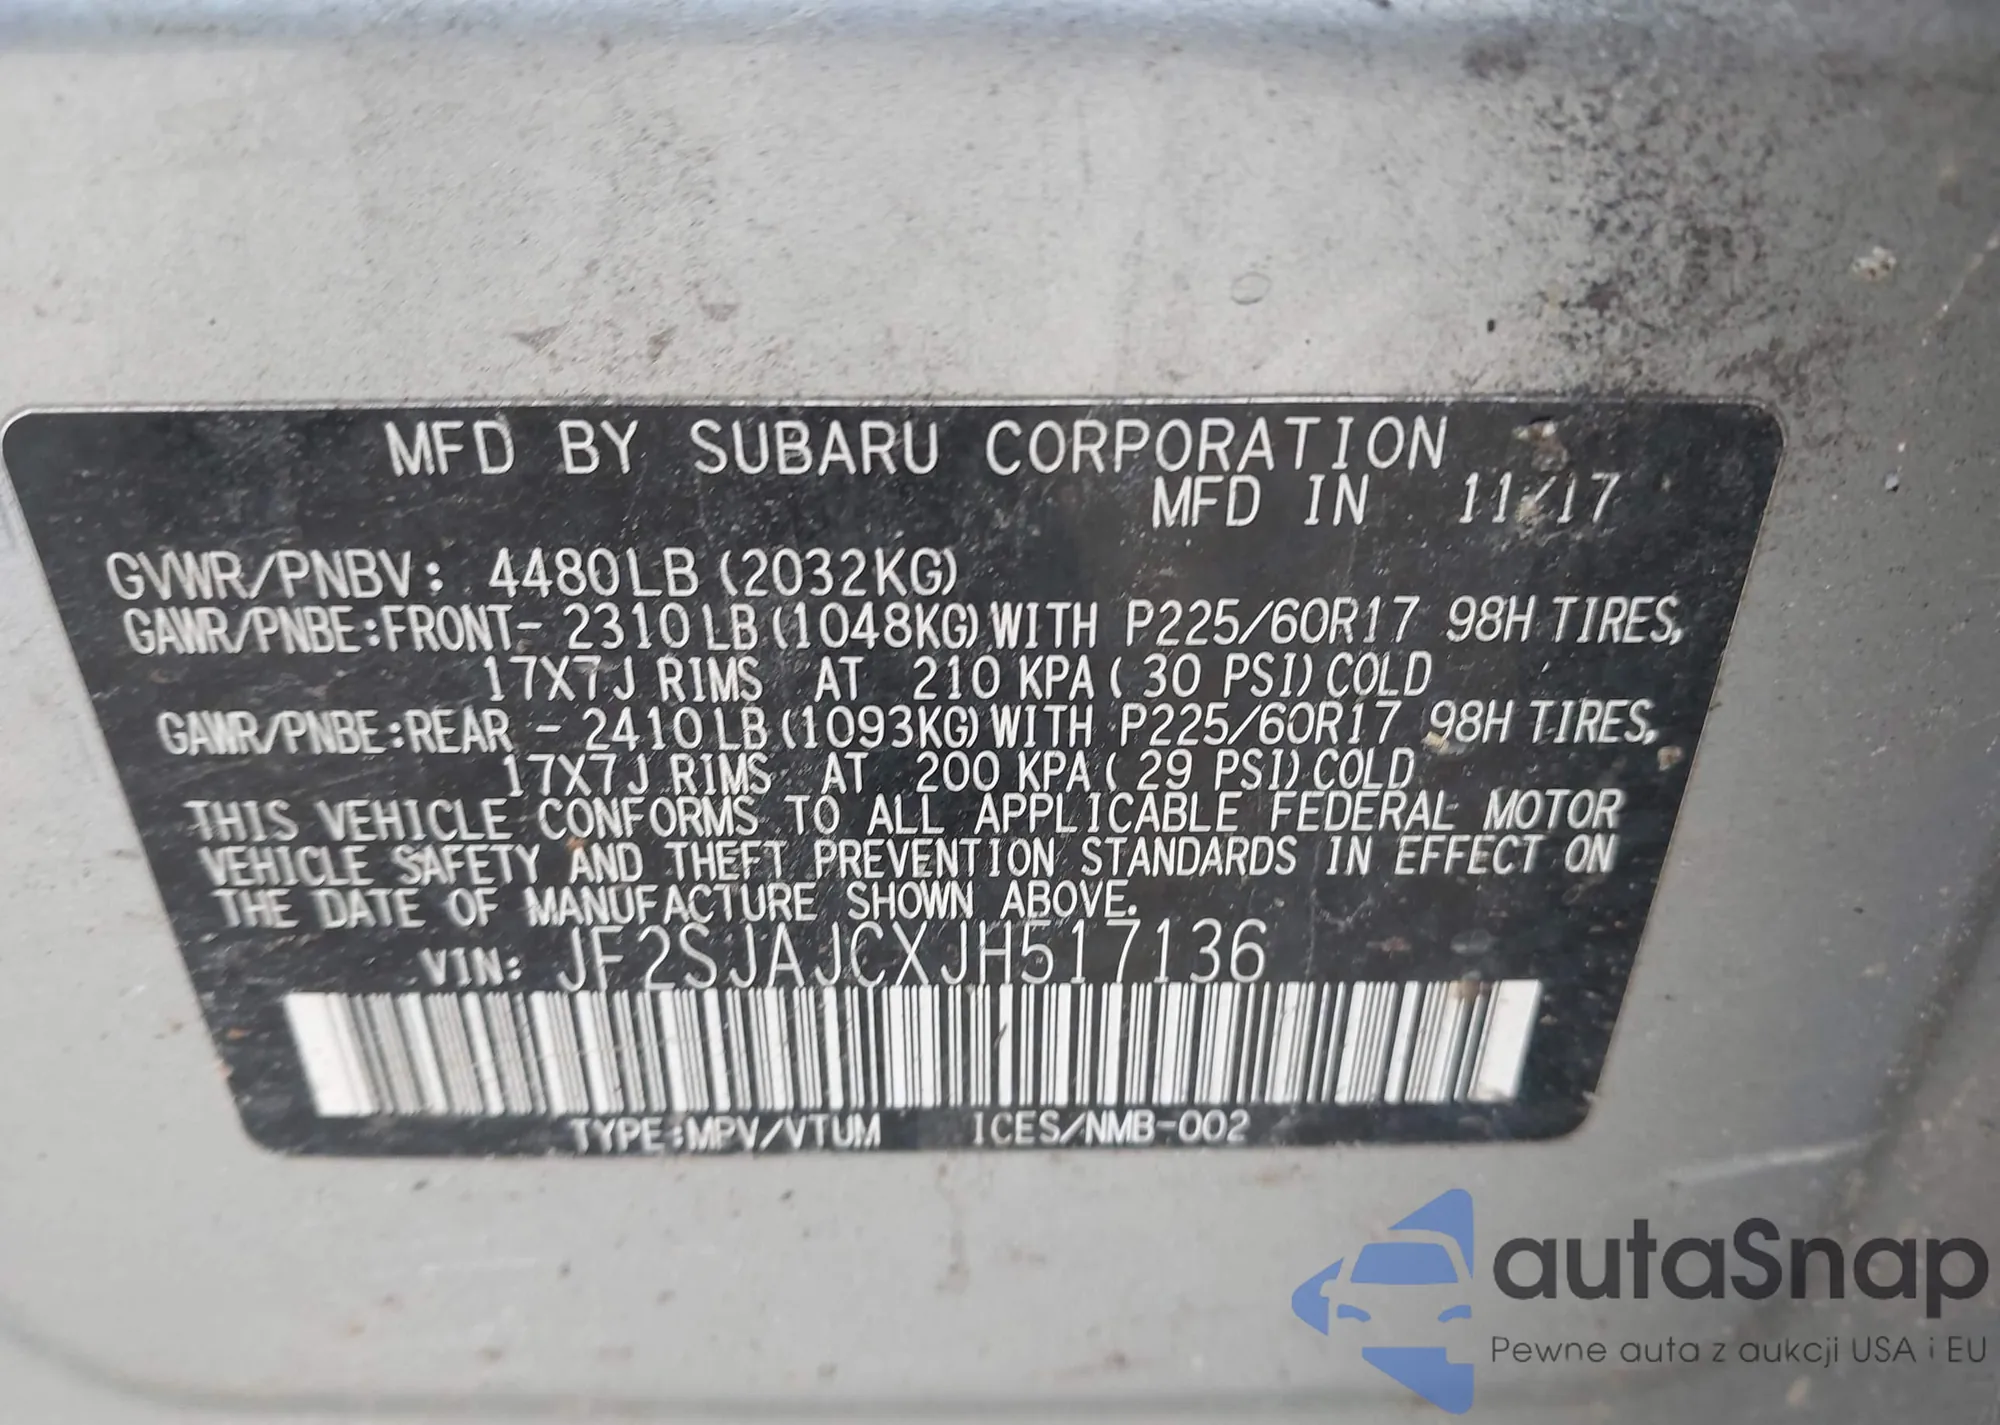 MFD BY SUBARU CORPORATION
MFD IN 11/17
GVWR/PNBV: 4480LB (2032KG)
GAWR/PNBE:FRONT- 2310LB(1048KG)WITH P225/60R17 98H TIRES,
17X7J RIMS AT 210 KPA( 30 PSI)COLD
GAWR/PNBE:REAR - 2410LB(1093KG)WITH P225/60R17 98H TIRES,
17X7J RIMS AT 200 KPA( 29 PSI)COLD
THIS VEHICLE CONFORMS TO ALL APPLICABLE FEDERAL MOTOR
VEHICLE SAFETY AND THEFT PREVENTION STANDARDS IN EFFECT ON
THE DATE OF MANUFACTURE SHOWN ABOVE.
VIN: JF2SJAJCXJH517136
TYPE:MPV/VTUM ICES/NMB-002
autaSnap
Pewne auta z aukcji USA i EU